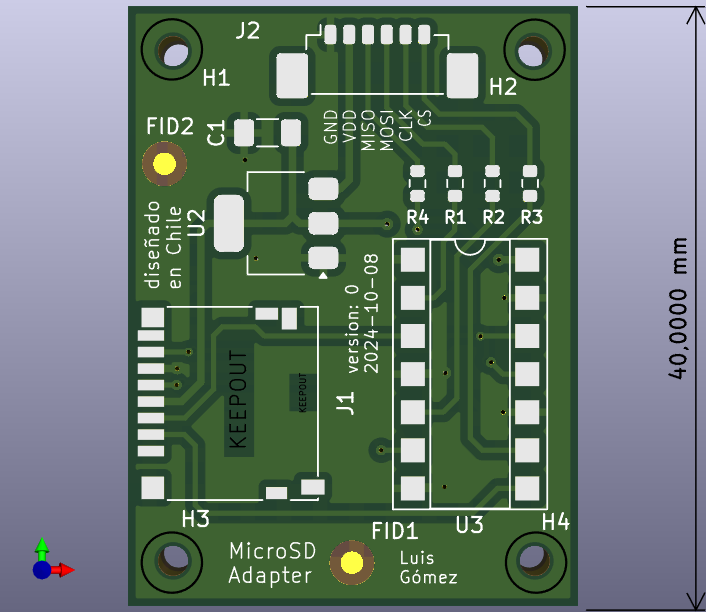 J2
H1
H2
FID2
C1
GND
VDD
MISO
MOSI
CLK
CS
R4
R1
R2
R3
U2
diseñado
en Chile
version: 0
2024-10-08
KEEPOUT
KEEPOUT
J1
40,0000 mm
H3
FID1
U3
H4
MicroSD
Adapter
Luis
Gómez